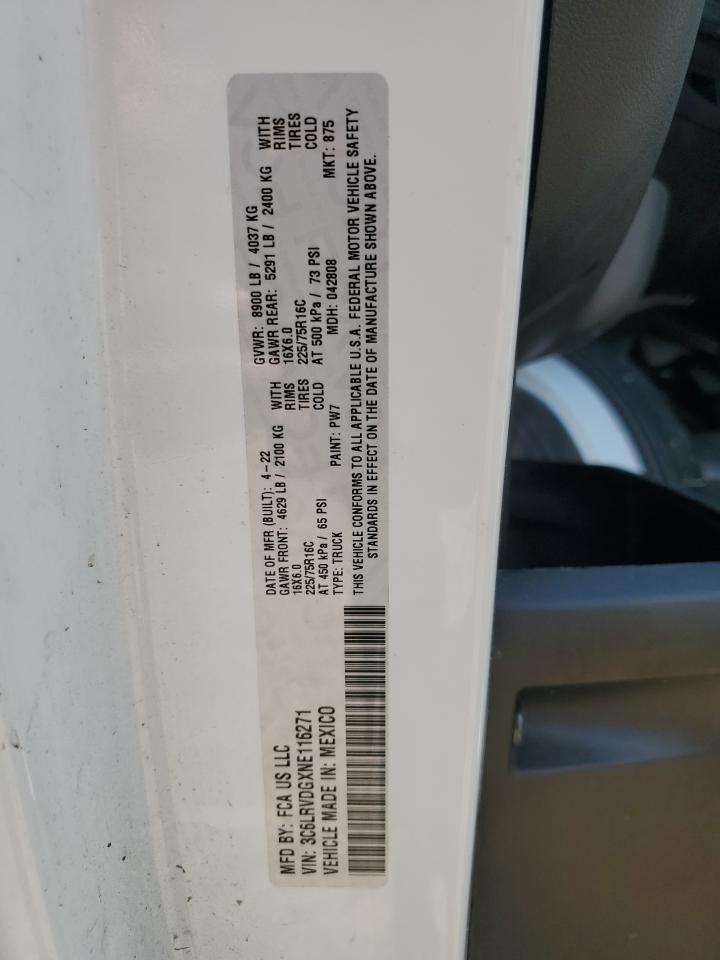 MFD BY: FCA US LLC
VIN: 3C6LRVDGXNE116271
VEHICLE MADE IN: MEXICO
DATE OF MFR (BUILT): 4-22
GAWR FRONT: 4629 LB / 2100 KG WITH
16X6.0 RIMS
225/75R16C TIRES
AT 450 kPa / 65 PSI COLD
TYPE: TRUCK PAINT: PW7
GVWR: 8900 LB / 4037 KG
GAWR REAR: 5291 LB / 2400 KG WITH
16X6.0 RIMS
225/75R16C TIRES
AT 500 kPa / 73 PSI COLD
MDH: 042808 MKT: 875
THIS VEHICLE CONFORMS TO ALL APPLICABLE U.S.A. FEDERAL MOTOR VEHICLE SAFETY
STANDARDS IN EFFECT ON THE DATE OF MANUFACTURE SHOWN ABOVE.